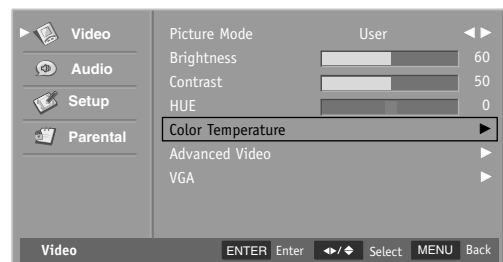 Video
Audio
Setup
Parental
Picture Mode User
Brightness 60
Contrast 50
HUE 0
Color Temperature
Advanced Video
VGA
Video ENTER Enter Select MENU Back